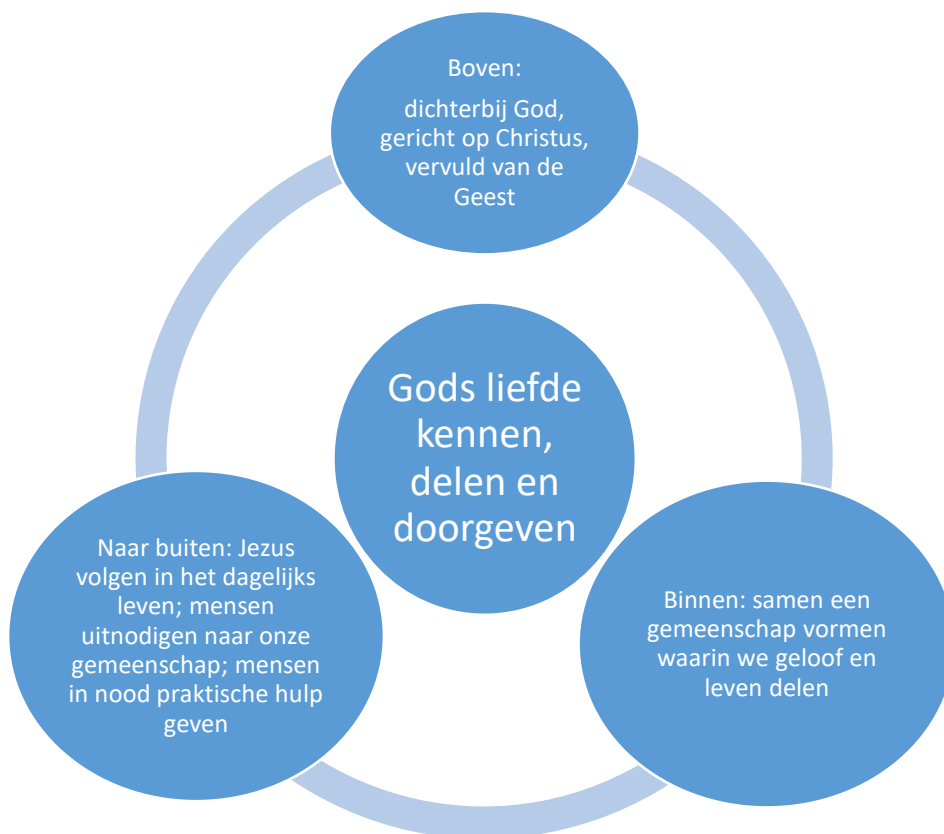 Boven:
dichterbij God,
gericht op Christus,
vervuld van de
Geest
Gods liefde
kennen,
delen en
doorgeven
Naar buiten: Jezus
volgen in het dagelijks
leven; mensen
uitnodigen naar onze
gemeenschap; mensen
in nood praktische hulp
geven
Binnen: samen een
gemeenschap vormen
waarin we geloof en
leven delen